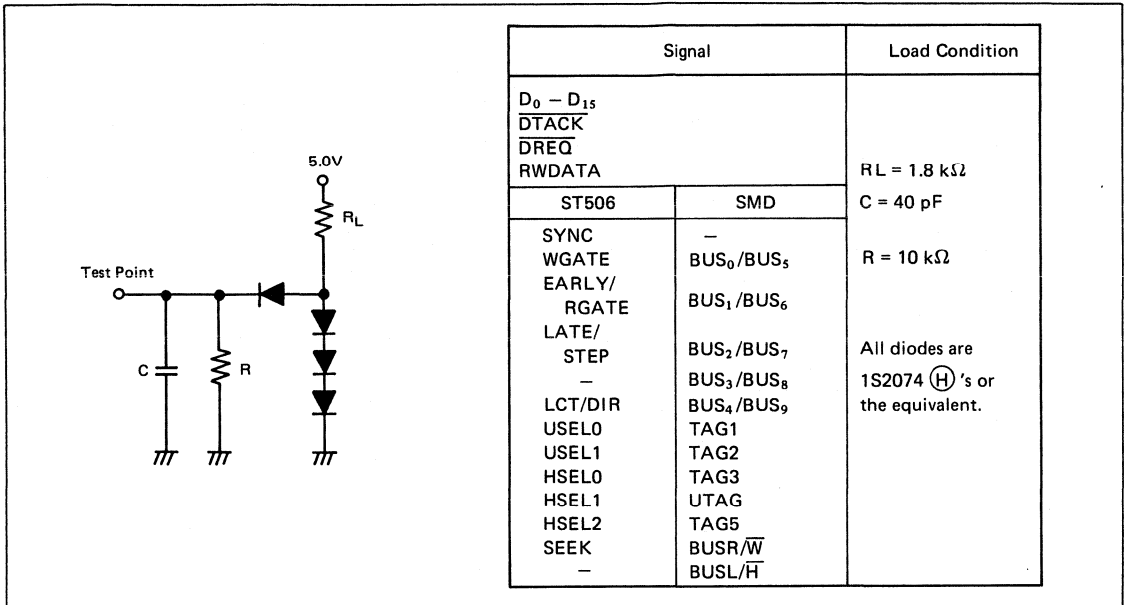 Signal Load Condition
D₀ – D₁₅
D̅T̅A̅C̅K̅
D̅R̅E̅Q̅
RWDATA RL = 1.8 kΩ
ST506 SMD C = 40 pF
SYNC –
WGATE BUS₀/BUS₅ R = 10 kΩ
EARLY/
RGATE BUS₁/BUS₆
LATE/
STEP BUS₂/BUS₇ All diodes are
– BUS₃/BUS₈ 1S2074 Ⓗ 's or
LCT/DIR BUS₄/BUS₉ the equivalent.
USEL0 TAG1
USEL1 TAG2
HSEL0 TAG3
HSEL1 UTAG
HSEL2 TAG5
SEEK BUSR/W̅
– BUSL/H̅
5.0V
RL
Test Point
C
R